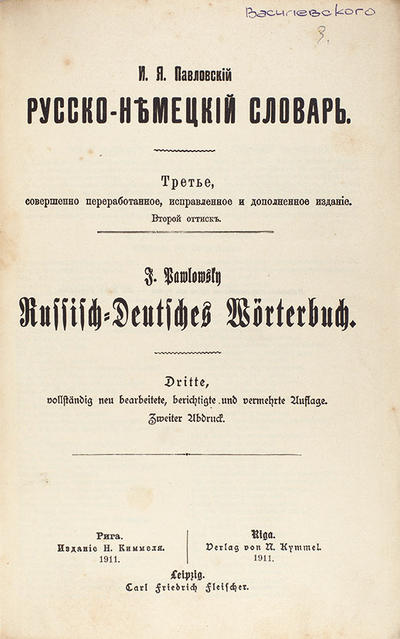 Василевского
И. Я. Павловскій
РУССКО-НѢМЕЦКІЙ СЛОВАРЬ.
Третье,
совершенно переработанное, исправленное и дополненное изданіе.
Второй оттискъ.
J. Pawlowsky
Russisch-Deutsches Wörterbuch.
Dritte,
vollständig neu bearbeitete, berichtigte und vermehrte Auflage.
Zweiter Abdruck.
Рига.
Изданіе Н. Киммеля.
1911.
Riga.
Verlag von N. Kymmel.
1911.
Leipzig.
Carl Friedrich Fleischer.